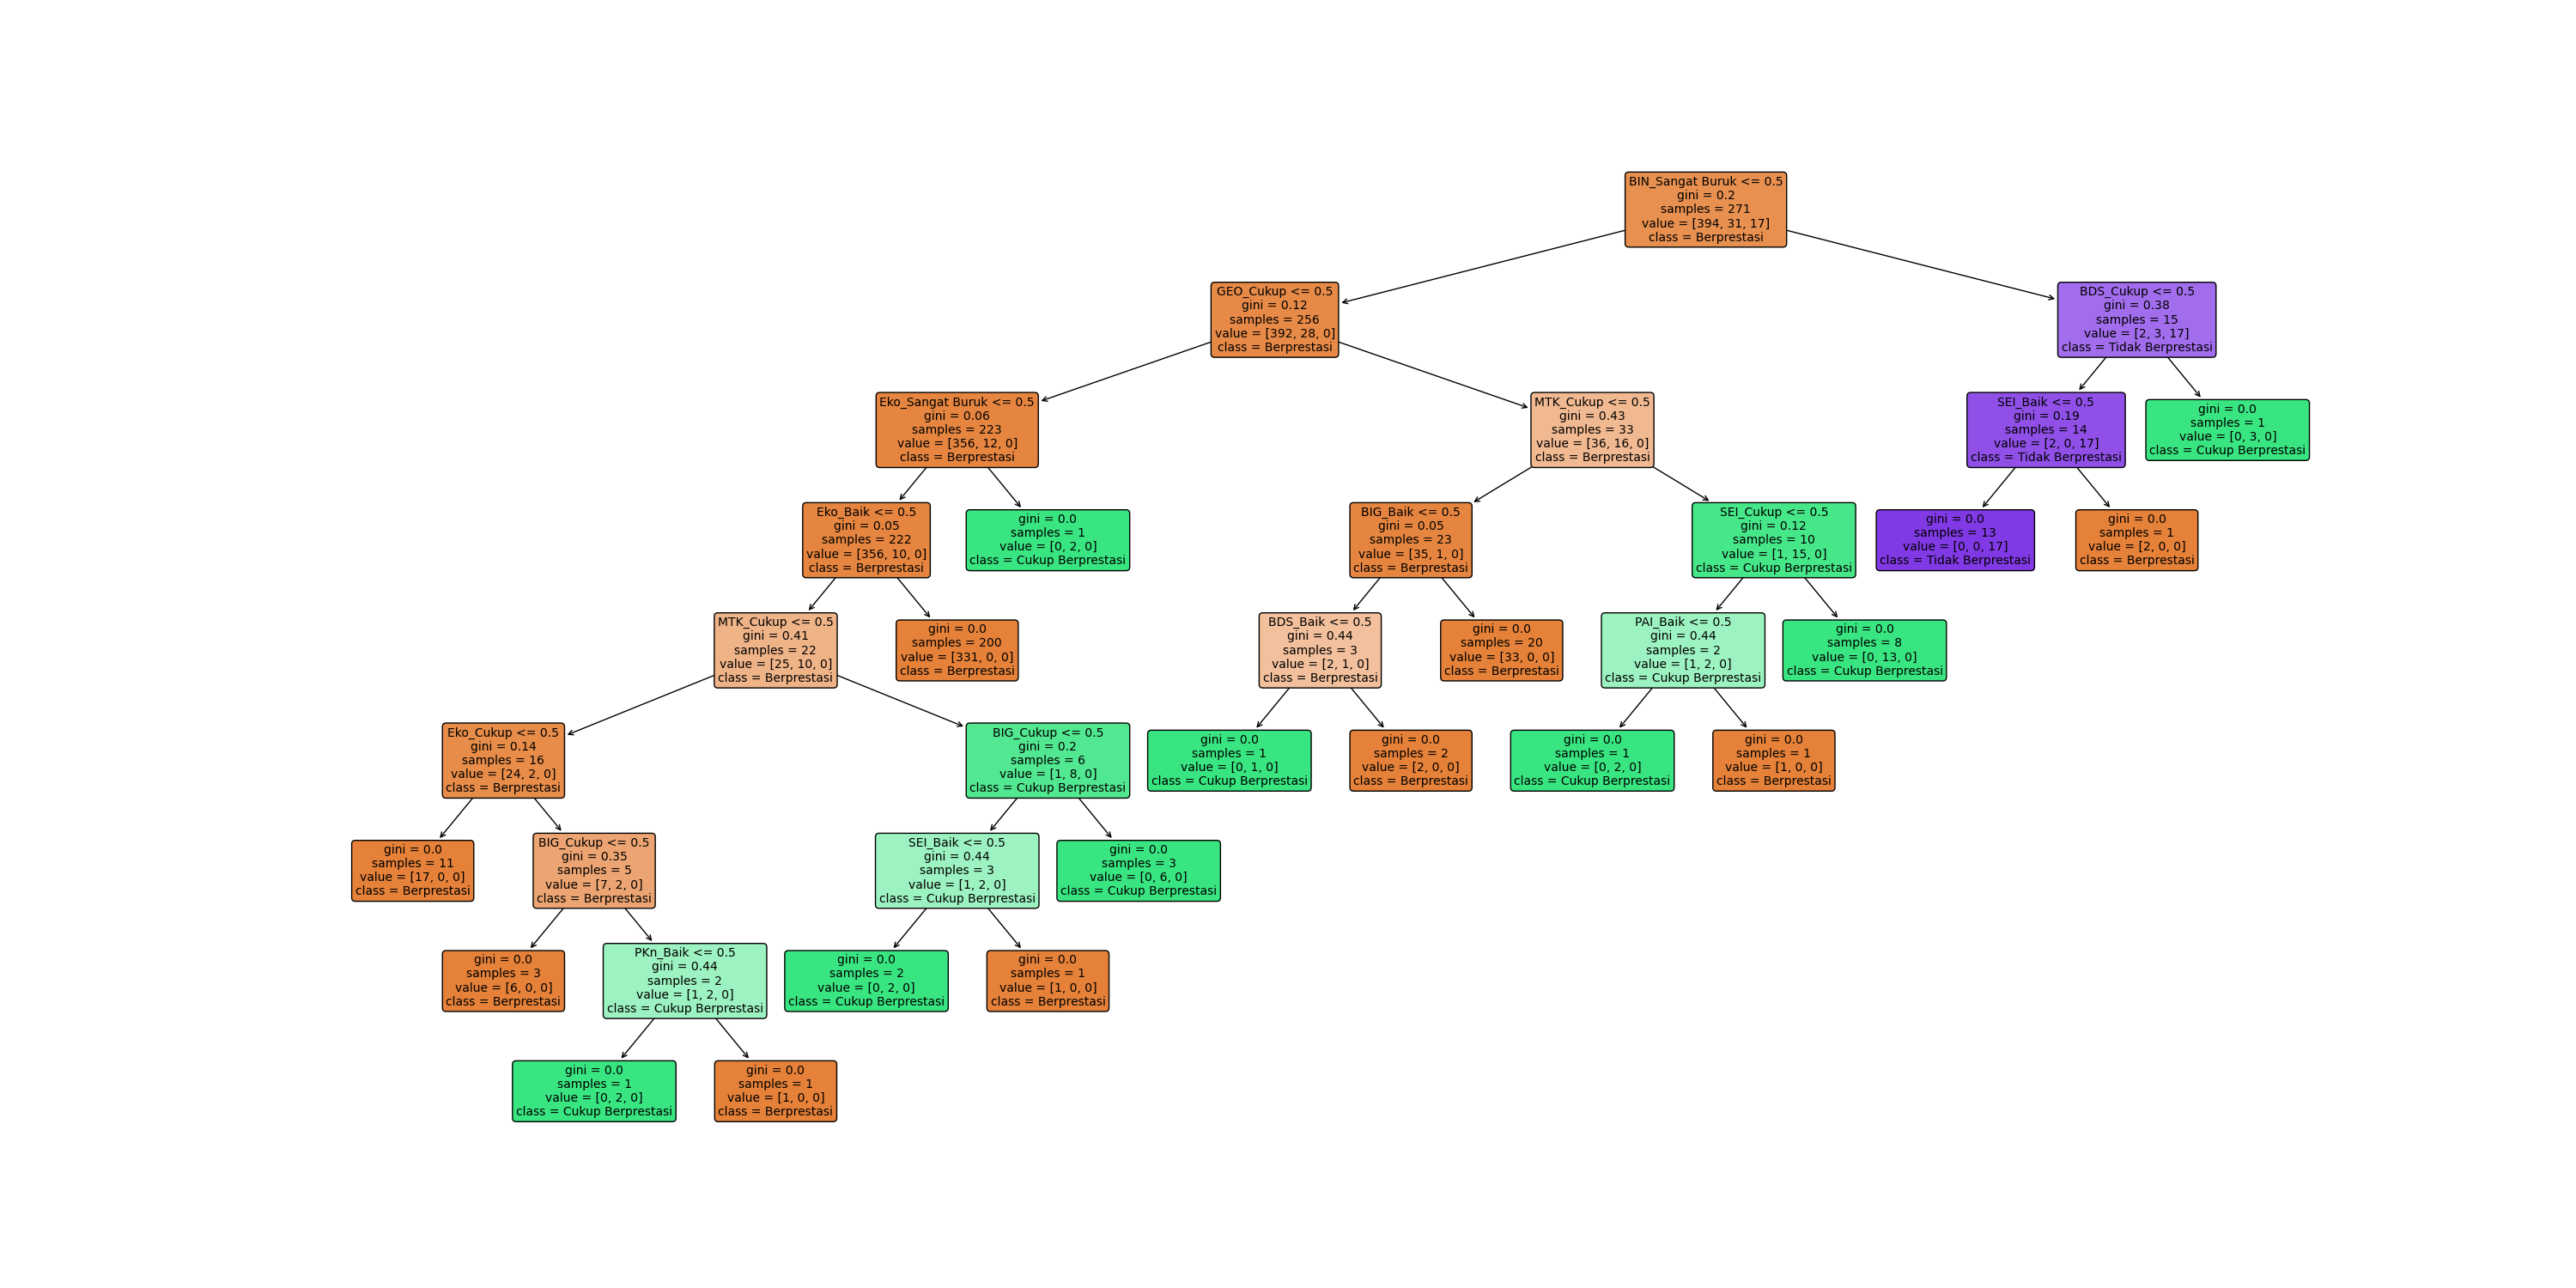 BIN_Sangat Buruk <= 0.5
gini = 0.2
samples = 271
value = [394, 31, 17]
class = Berprestasi
GEO_Cukup <= 0.5
gini = 0.12
samples = 256
value = [392, 28, 0]
class = Berprestasi
BDS_Cukup <= 0.5
gini = 0.38
samples = 15
value = [2, 3, 17]
class = Tidak Berprestasi
Eko_Sangat Buruk <= 0.5
gini = 0.06
samples = 223
value = [356, 12, 0]
class = Berprestasi
MTK_Cukup <= 0.5
gini = 0.43
samples = 33
value = [36, 16, 0]
class = Berprestasi
SEI_Baik <= 0.5
gini = 0.19
samples = 14
value = [2, 0, 17]
class = Tidak Berprestasi
gini = 0.0
samples = 1
value = [0, 3, 0]
class = Cukup Berprestasi
Eko_Baik <= 0.5
gini = 0.05
samples = 222
value = [356, 10, 0]
class = Berprestasi
gini = 0.0
samples = 1
value = [0, 2, 0]
class = Cukup Berprestasi
BIG_Baik <= 0.5
gini = 0.05
samples = 23
value = [35, 1, 0]
class = Berprestasi
SEI_Cukup <= 0.5
gini = 0.12
samples = 10
value = [1, 15, 0]
class = Cukup Berprestasi
gini = 0.0
samples = 13
value = [0, 0, 17]
class = Tidak Berprestasi
gini = 0.0
samples = 1
value = [2, 0, 0]
class = Berprestasi
MTK_Cukup <= 0.5
gini = 0.41
samples = 22
value = [25, 10, 0]
class = Berprestasi
gini = 0.0
samples = 200
value = [331, 0, 0]
class = Berprestasi
BDS_Baik <= 0.5
gini = 0.44
samples = 3
value = [2, 1, 0]
class = Berprestasi
gini = 0.0
samples = 20
value = [33, 0, 0]
class = Berprestasi
PAI_Baik <= 0.5
gini = 0.44
samples = 2
value = [1, 2, 0]
class = Cukup Berprestasi
gini = 0.0
samples = 8
value = [0, 13, 0]
class = Cukup Berprestasi
Eko_Cukup <= 0.5
gini = 0.14
samples = 16
value = [24, 2, 0]
class = Berprestasi
BIG_Cukup <= 0.5
gini = 0.2
samples = 6
value = [1, 8, 0]
class = Cukup Berprestasi
gini = 0.0
samples = 1
value = [0, 1, 0]
class = Cukup Berprestasi
gini = 0.0
samples = 2
value = [2, 0, 0]
class = Berprestasi
gini = 0.0
samples = 1
value = [0, 2, 0]
class = Cukup Berprestasi
gini = 0.0
samples = 1
value = [1, 0, 0]
class = Berprestasi
gini = 0.0
samples = 11
value = [17, 0, 0]
class = Berprestasi
BIG_Cukup <= 0.5
gini = 0.35
samples = 5
value = [7, 2, 0]
class = Berprestasi
SEI_Baik <= 0.5
gini = 0.44
samples = 3
value = [1, 2, 0]
class = Cukup Berprestasi
gini = 0.0
samples = 3
value = [0, 6, 0]
class = Cukup Berprestasi
gini = 0.0
samples = 3
value = [6, 0, 0]
class = Berprestasi
PKn_Baik <= 0.5
gini = 0.44
samples = 2
value = [1, 2, 0]
class = Cukup Berprestasi
gini = 0.0
samples = 2
value = [0, 2, 0]
class = Cukup Berprestasi
gini = 0.0
samples = 1
value = [1, 0, 0]
class = Berprestasi
gini = 0.0
samples = 1
value = [0, 2, 0]
class = Cukup Berprestasi
gini = 0.0
samples = 1
value = [1, 0, 0]
class = Berprestasi